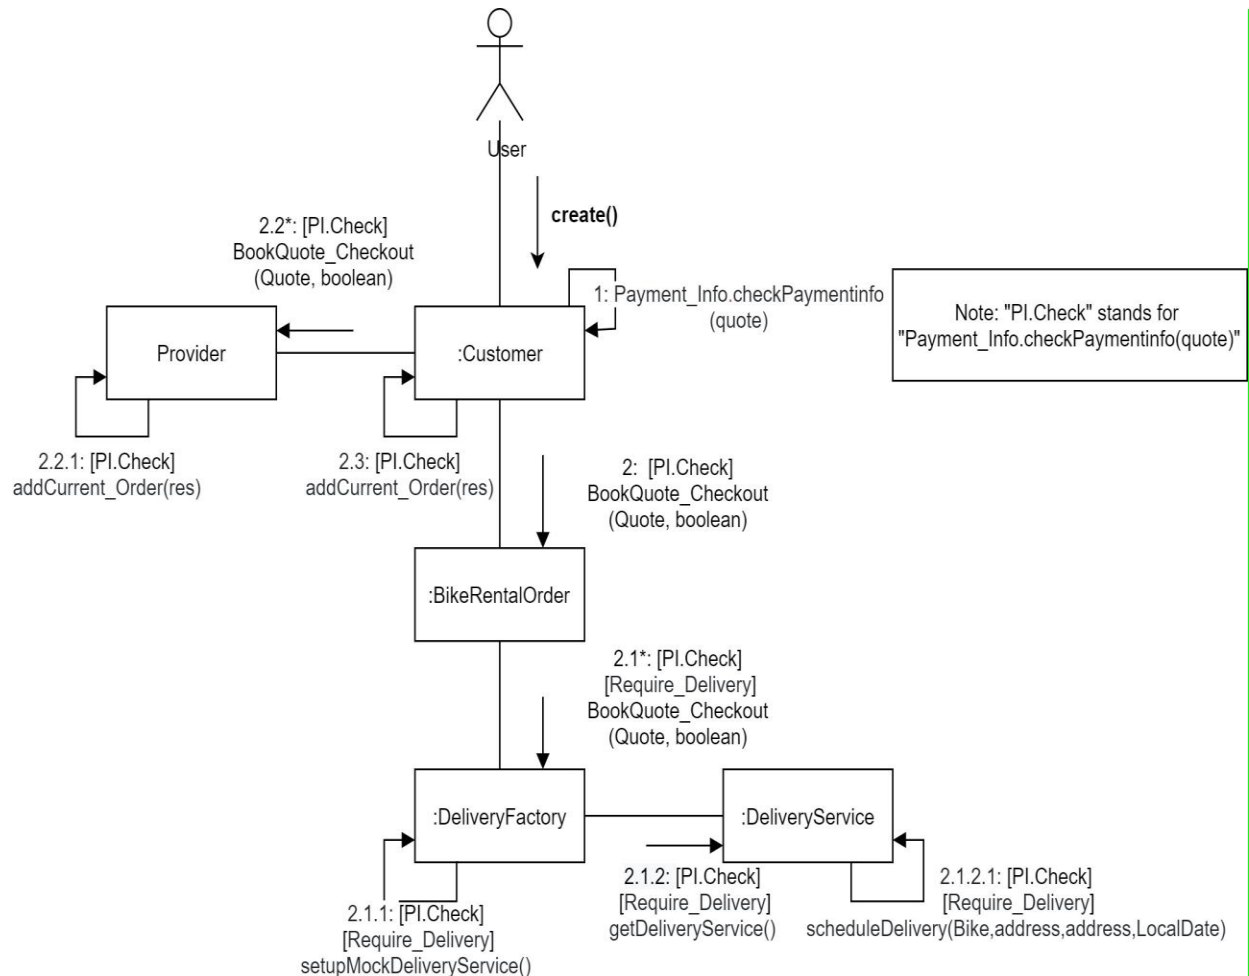 User
create()
2.2*: [PI.Check]
BookQuote_Checkout
(Quote, boolean)
1: Payment_Info.checkPaymentinfo
(quote)
Note: "PI.Check" stands for
"Payment_Info.checkPaymentinfo(quote)"
Provider
:Customer
2.2.1: [PI.Check]
addCurrent_Order(res)
2.3: [PI.Check]
addCurrent_Order(res)
2: [PI.Check]
BookQuote_Checkout
(Quote, boolean)
:BikeRentalOrder
2.1*: [PI.Check]
[Require_Delivery]
BookQuote_Checkout
(Quote, boolean)
:DeliveryFactory
:DeliveryService
2.1.1: [PI.Check]
[Require_Delivery]
setupMockDeliveryService()
2.1.2: [PI.Check]
[Require_Delivery]
getDeliveryService()
2.1.2.1: [PI.Check]
[Require_Delivery]
scheduleDelivery(Bike,address,address,LocalDate)